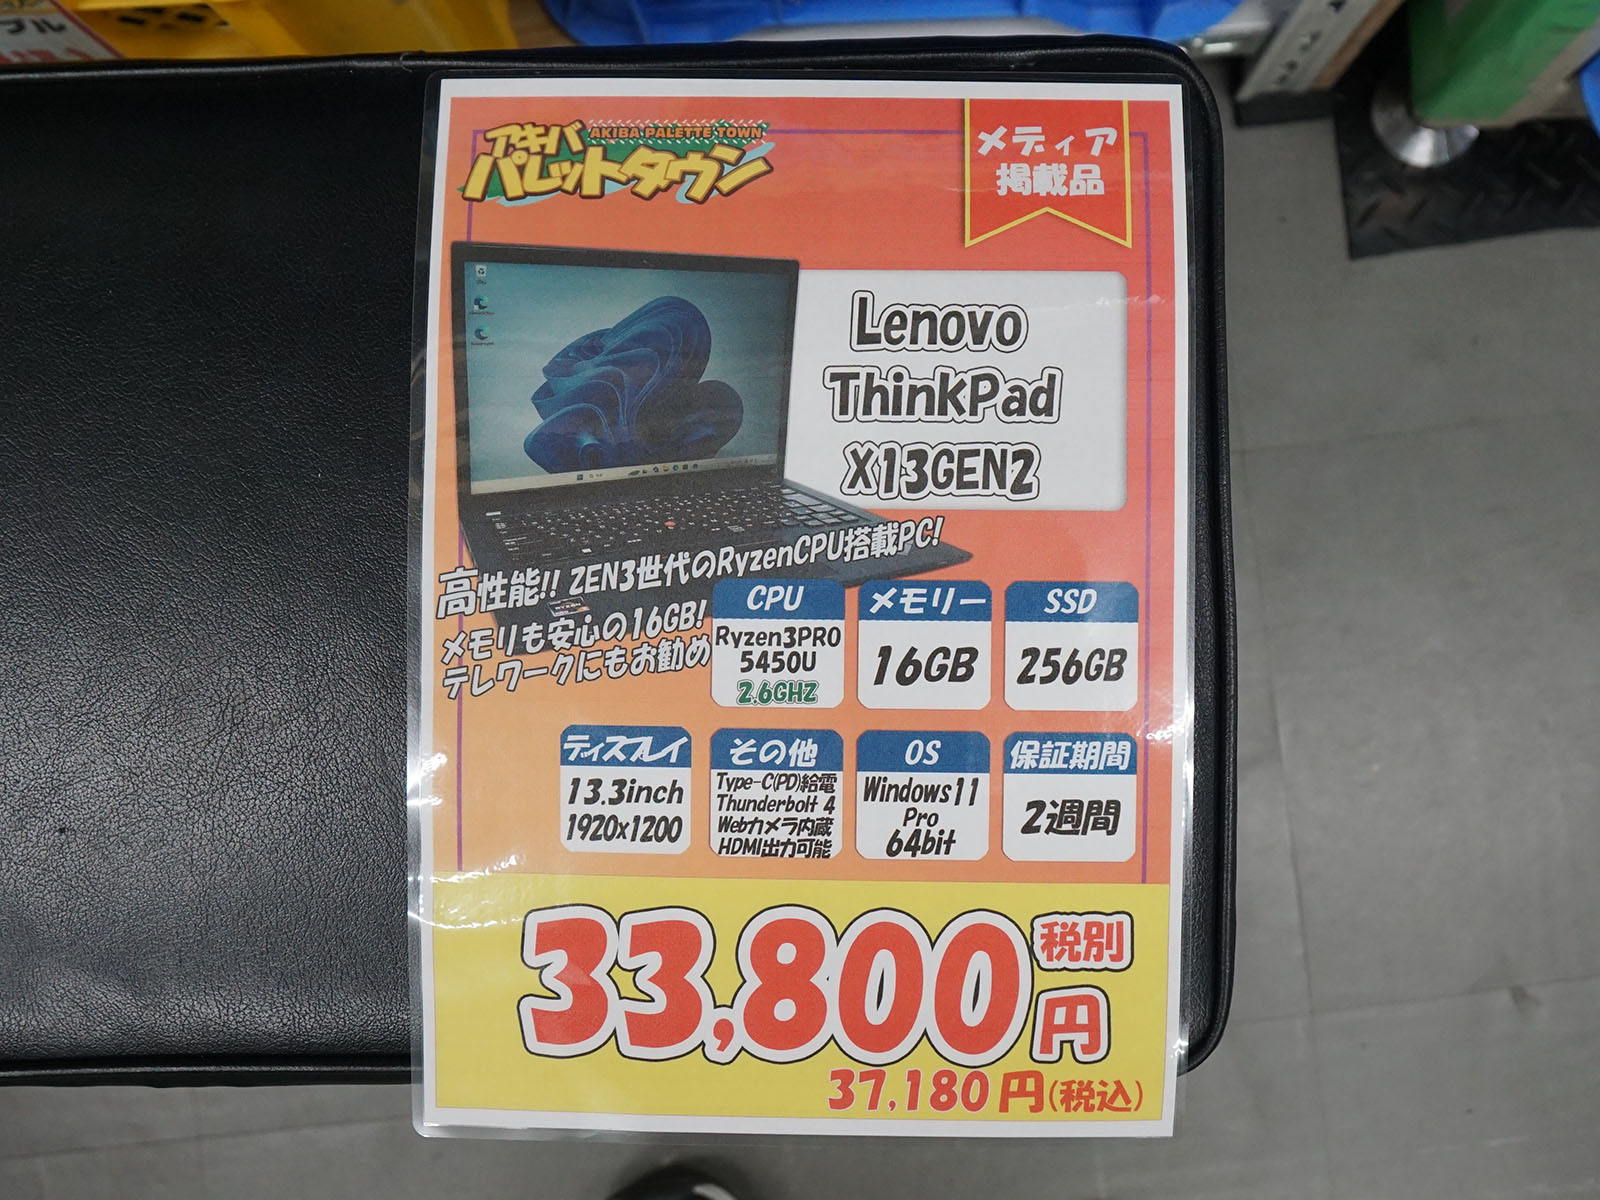 プル
AKIBA PALETTE TOWN
アキバ
パレットタウン
メディア
掲載品
Lenovo
ThinkPad
X13GEN2
高性能!! ZEN3世代のRyzenCPU搭載PC!
メモリも安心の16GB!
テレワークにもお勧め
CPU
Ryzen3PRO
5450U
2.6GHZ
メモリー
16GB
SSD
256GB
ディスプレイ
13.3inch
1920x1200
その他
Type-C(PD)給電
Thunderbolt 4
Webカメラ内蔵
HDMI出力可能
OS
Windows11
Pro
64bit
保証期間
2週間
33,800円
税別
37,180円(税込)